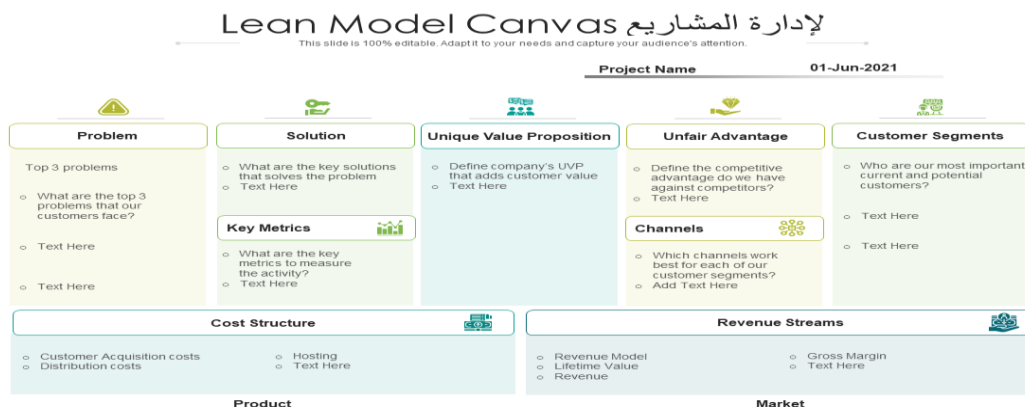 Lean Model Canvas لإدارة المشاريع
This slide is 100% editable. Adapt it to your needs and capture your audience's attention.
Project Name 01-Jun-2021
Problem
Top 3 problems
○ What are the top 3
problems that our
customers face?
○ Text Here
○ Text Here
Solution
○ What are the key solutions
that solves the problem
○ Text Here
Key Metrics
○ What are the key
metrics to measure
the activity?
○ Text Here
Unique Value Proposition
○ Define company's UVP
that adds customer value
○ Text Here
Unfair Advantage
○ Define the competitive
advantage do we have
against competitors?
○ Text Here
Channels
○ Which channels work
best for each of our
customer segments?
○ Add Text Here
Customer Segments
○ Who are our most important
current and potential
customers?
○ Text Here
○ Text Here
Cost Structure
○ Customer Acquisition costs
○ Distribution costs
○ Hosting
○ Text Here
Revenue Streams
○ Revenue Model
○ Lifetime Value
○ Revenue
○ Gross Margin
○ Text Here
Product
Market